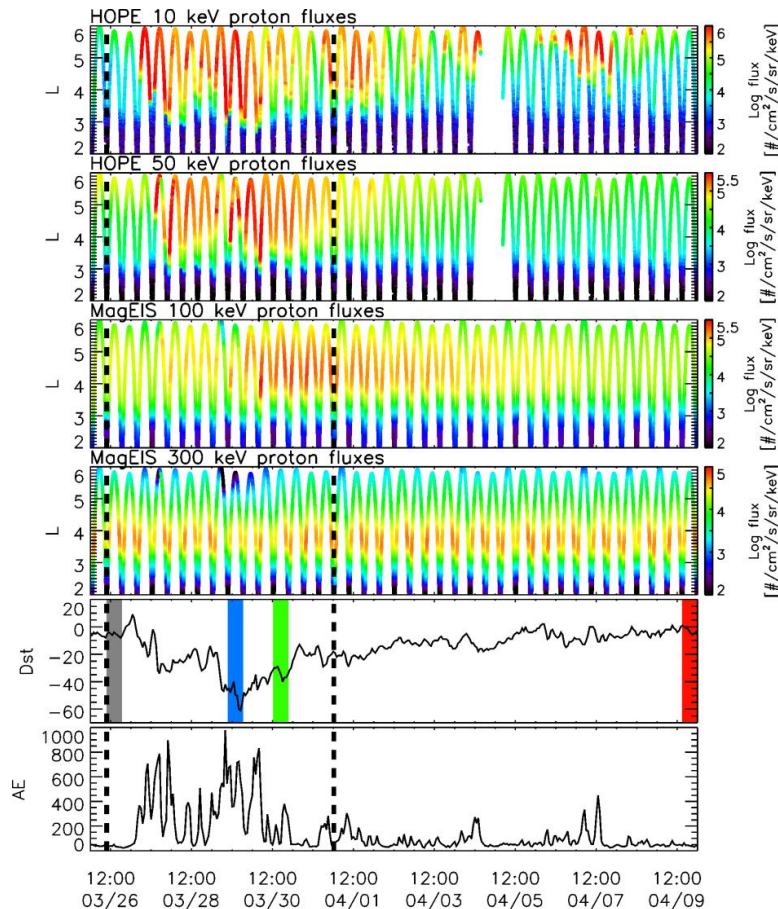 HOPE 10 keV proton fluxes
6
5
4
3
2
L
6
5
4
3
2
Log flux
[#/cm²/s/sr/keV]
HOPE 50 keV proton fluxes
6
5
4
3
2
L
5.5
5
4
3
2
Log flux
[#/cm²/s/sr/keV]
MagEIS 100 keV proton fluxes
6
5
4
3
2
L
5.5
5
4
3
2
Log flux
[#/cm²/s/sr/keV]
MagEIS 300 keV proton fluxes
6
5
4
3
2
L
5
4
3
2
Log flux
[#/cm²/s/sr/keV]
20
0
-20
-40
-60
Dst
1000
800
600
400
200
0
AE
12:00 12:00 12:00 12:00 12:00 12:00 12:00 12:00
03/26 03/28 03/30 04/01 04/03 04/05 04/07 04/09